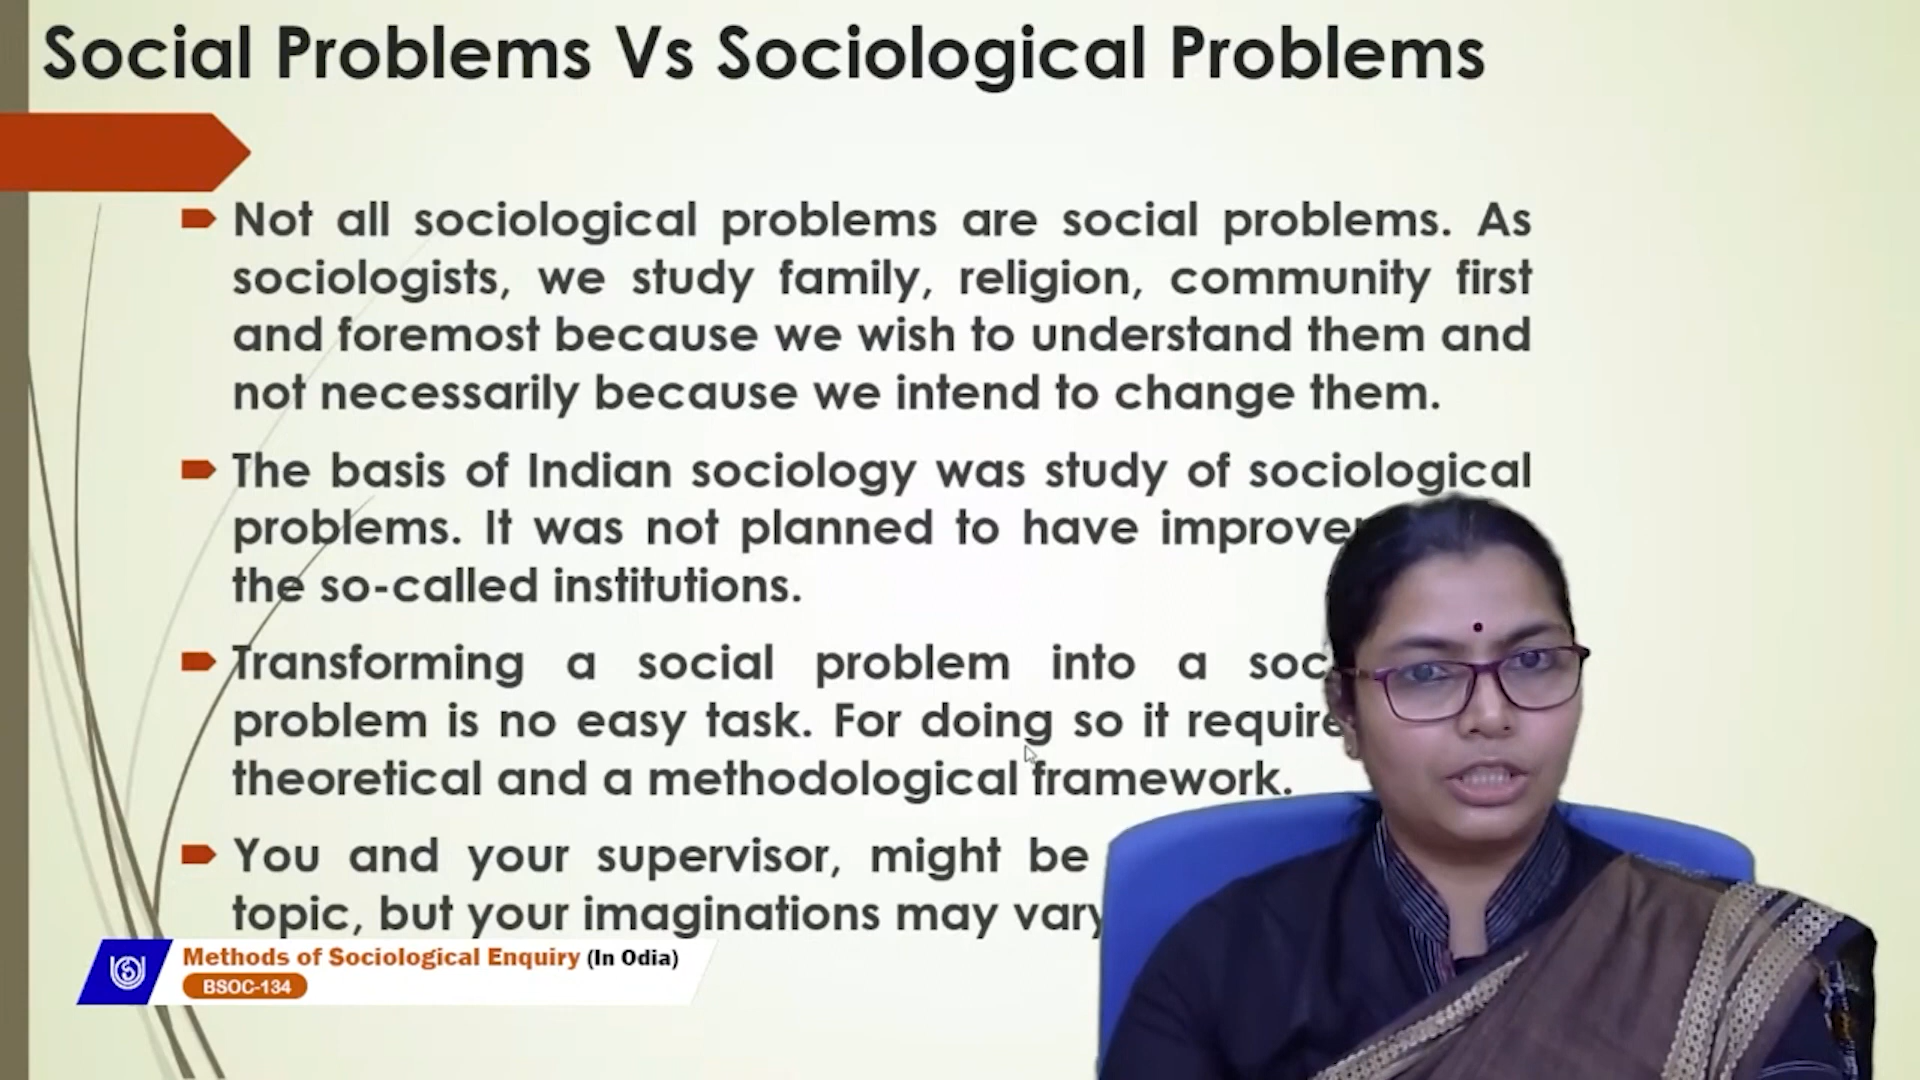 Social Problems Vs Sociological Problems
Not all sociological problems are social problems. As
sociologists, we study family, religion, community first
and foremost because we wish to understand them and
not necessarily because we intend to change them.
The basis of Indian sociology was study of sociological
problems. It was not planned to have
the so-called institutions.
Transforming a social problem into a
problem is no easy task. For doing so it
theoretical and a methodological framework.
You and your supervisor, might be
topic, but your imaginations may vary
Methods of Sociological Enquiry (In Odia)
BSOC-134